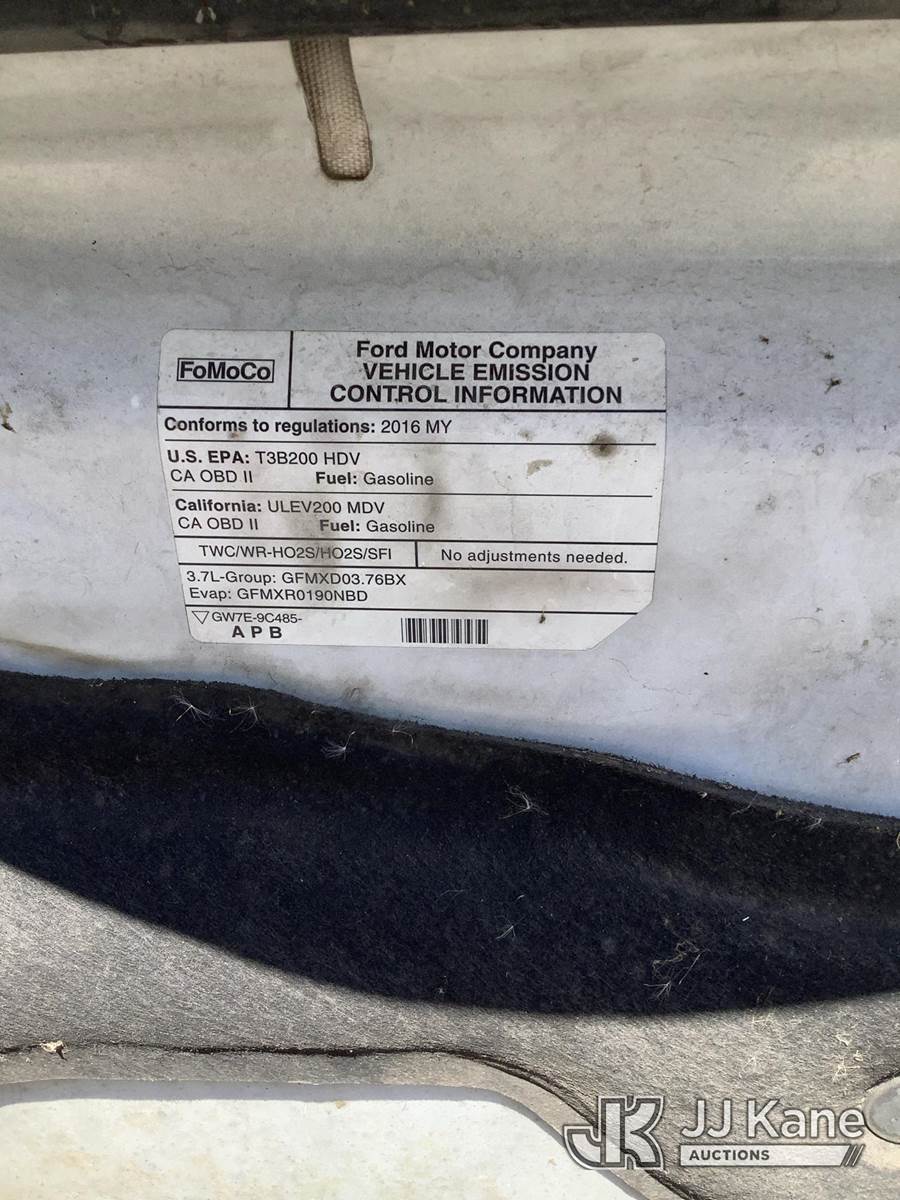 FoMoCo
Ford Motor Company
VEHICLE EMISSION
CONTROL INFORMATION
Conforms to regulations: 2016 MY
U.S. EPA: T3B200 HDV
CA OBD II Fuel: Gasoline
California: ULEV200 MDV
CA OBD II Fuel: Gasoline
TWC/WR-HO2S/HO2S/SFI
No adjustments needed.
3.7L-Group: GFMXD03.76BX
Evap: GFMXR0190NBD
GW7E-9C485-
A P B
JK JJ Kane
AUCTIONS